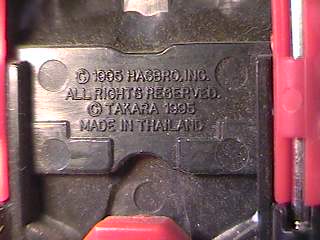 © 1995 HASBRO, INC.
ALL RIGHTS RESERVED.
© TAKARA 1995
MADE IN THAILAND